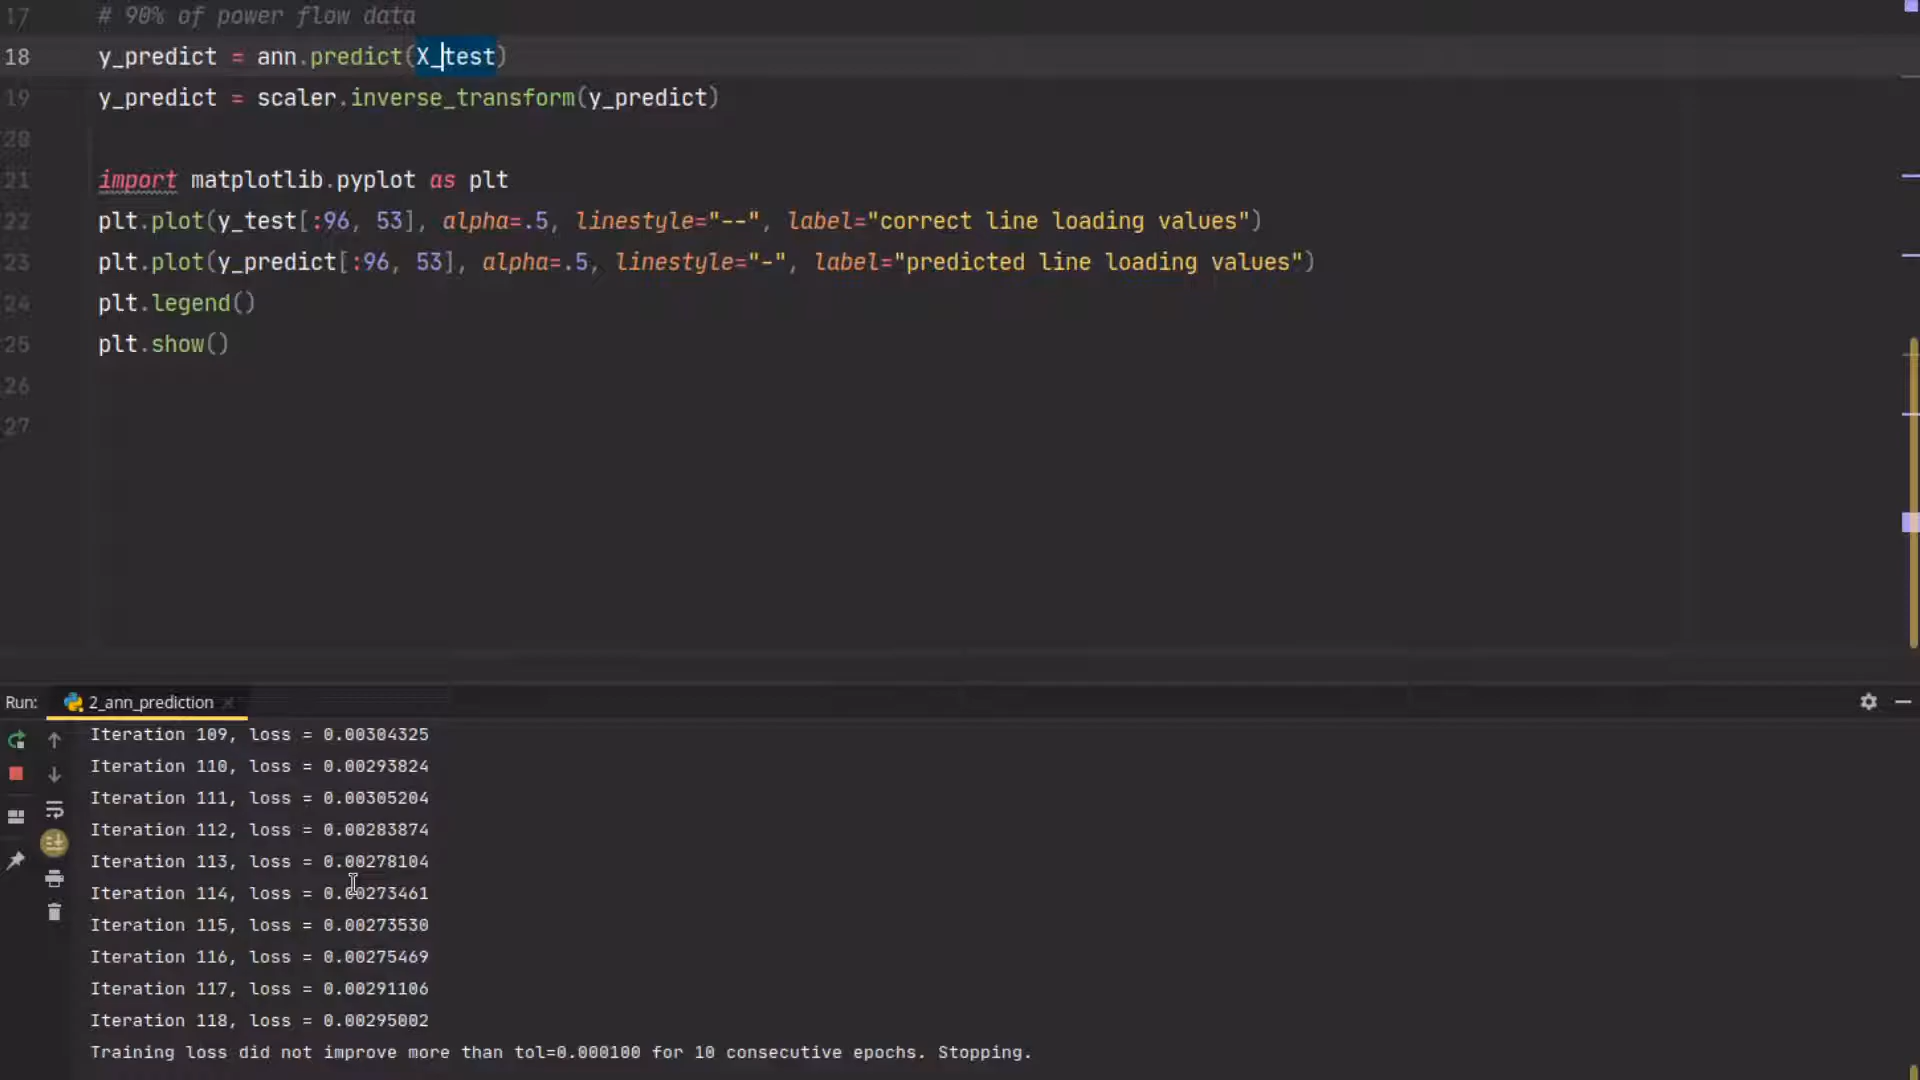 17 # 90% of power flow data
18 y_predict = ann.predict(X_test)
19 y_predict = scaler.inverse_transform(y_predict)
20
21 import matplotlib.pyplot as plt
22 plt.plot(y_test[:96, 53], alpha=.5, linestyle="--", label="correct line loading values")
23 plt.plot(y_predict[:96, 53], alpha=.5, linestyle="-", label="predicted line loading values")
24 plt.legend()
25 plt.show()
26
27
Run: 2_ann_prediction
Iteration 109, loss = 0.00304325
Iteration 110, loss = 0.00293824
Iteration 111, loss = 0.00305204
Iteration 112, loss = 0.00283874
Iteration 113, loss = 0.00278104
Iteration 114, loss = 0.00273461
Iteration 115, loss = 0.00273530
Iteration 116, loss = 0.00275469
Iteration 117, loss = 0.00291106
Iteration 118, loss = 0.00295002
Training loss did not improve more than tol=0.000100 for 10 consecutive epochs. Stopping.